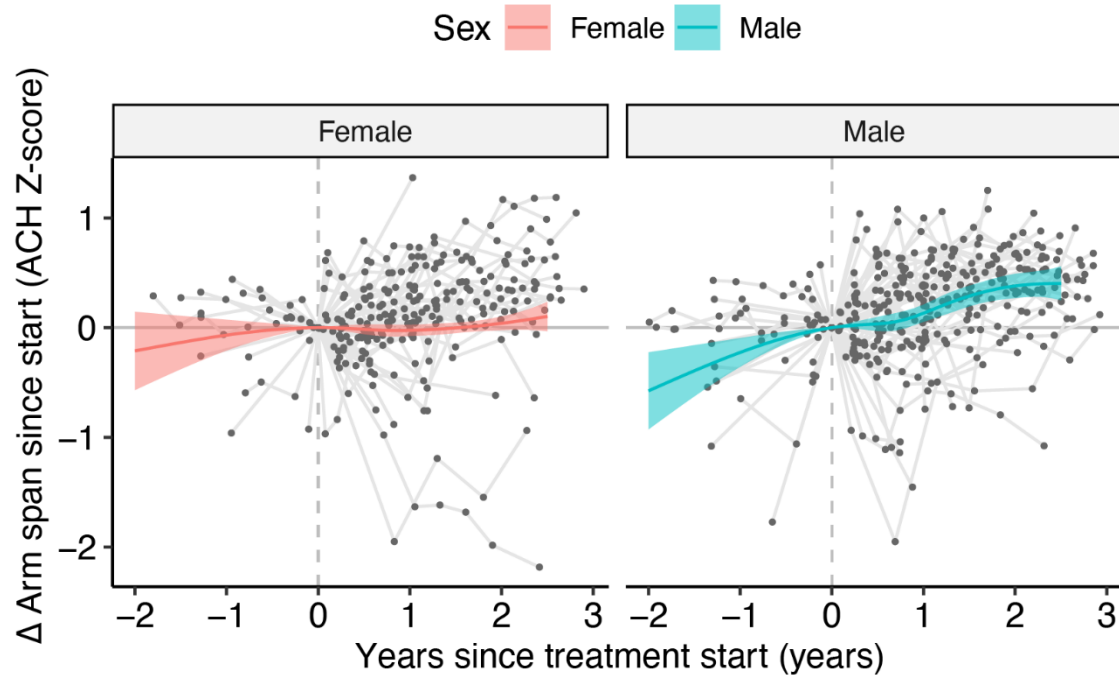 Sex Female Male
Female Male
Δ Arm span since start (ACH Z-score)
1
0
−1
−2
−2 −1 0 1 2 3 −2 −1 0 1 2 3
Years since treatment start (years)